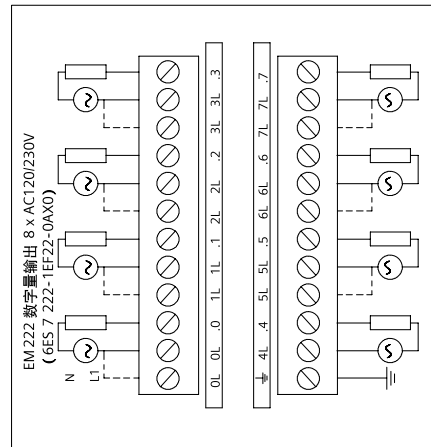 EM 222 数字量输出 8 x AC120/230V
( 6ES 7 222-1EF22-0AX0)
N
L1
0L 0L .0 1L 1L .1 2L 2L .2 3L 3L .3
4L .4 5L 5L .5 6L 6L .6 7L 7L .7